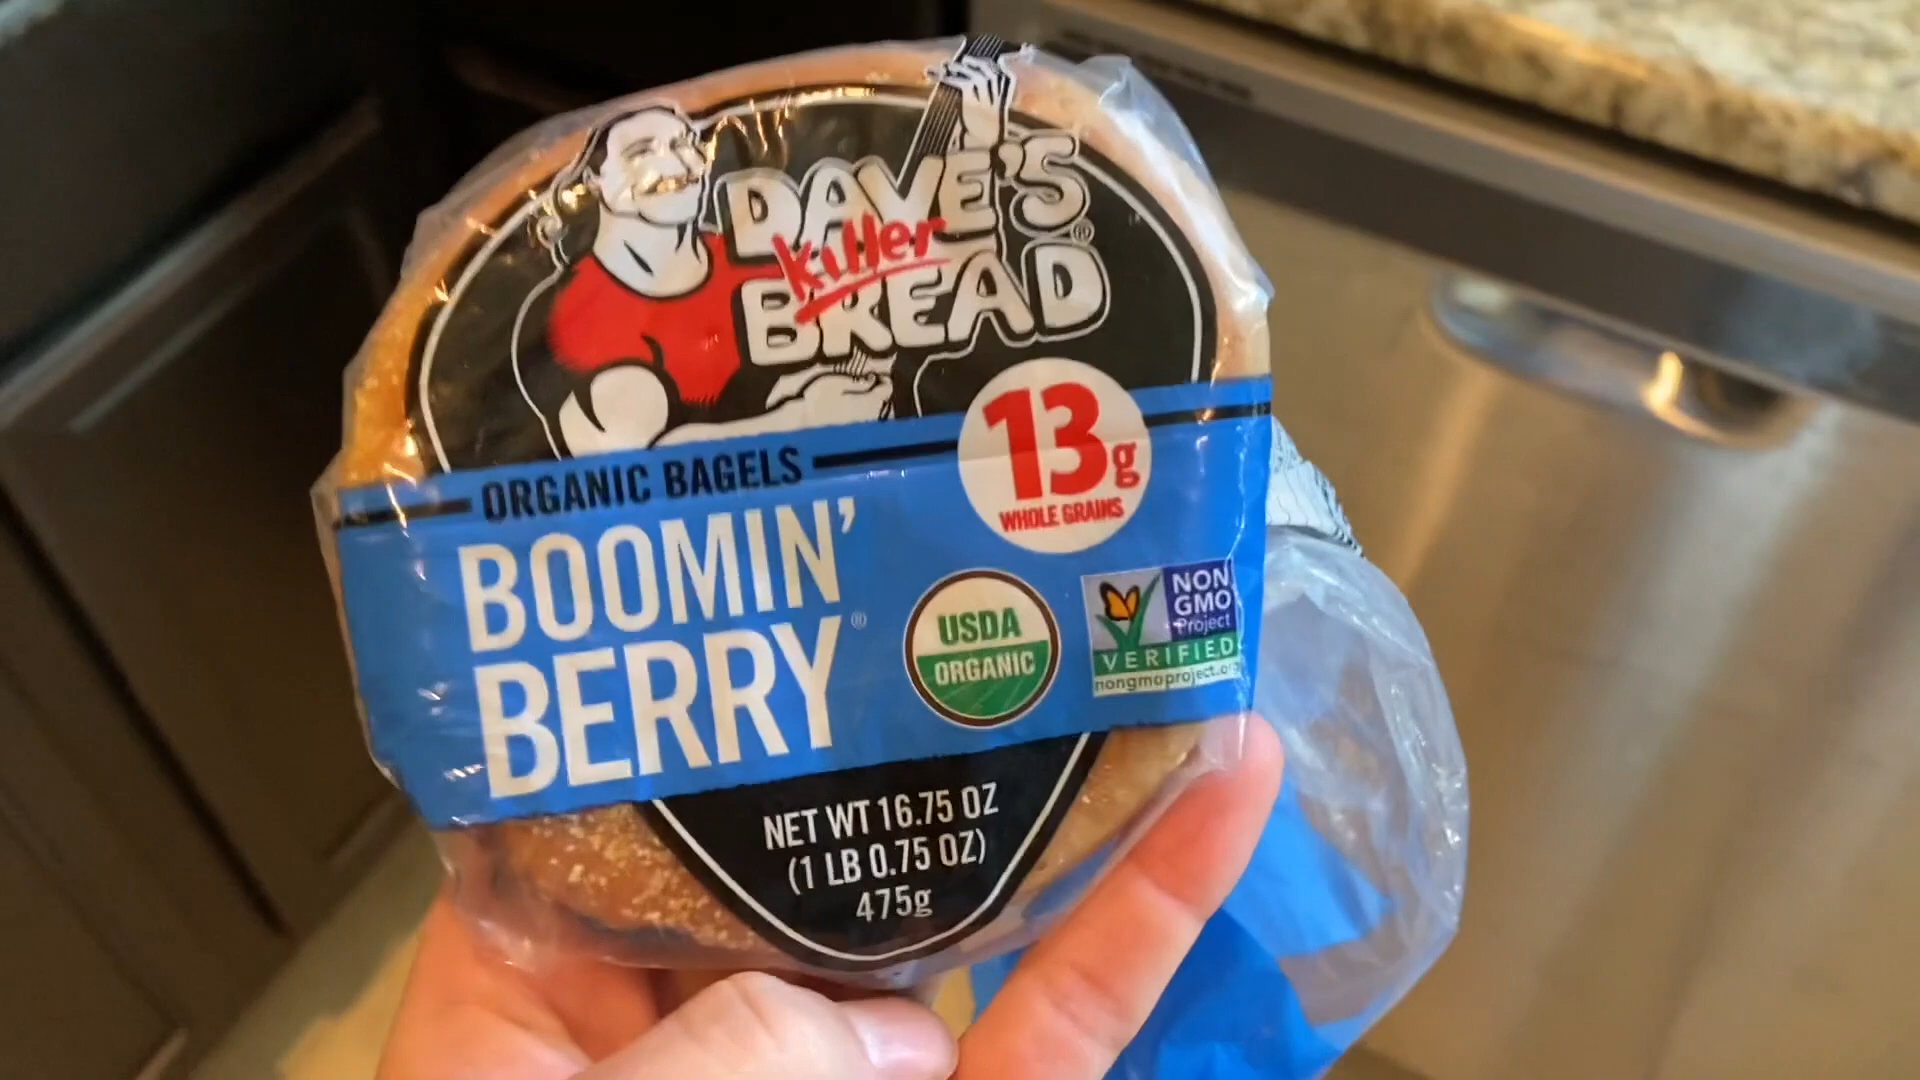 DAVE'S
Killer
BREAD®
13g
WHOLE GRAINS
ORGANIC BAGELS
BOOMIN'
BERRY®
USDA
ORGANIC
NON
GMO
Project
VERIFIED
nongmoproject.org
NET WT 16.75 OZ
(1 LB 0.75 OZ)
475g